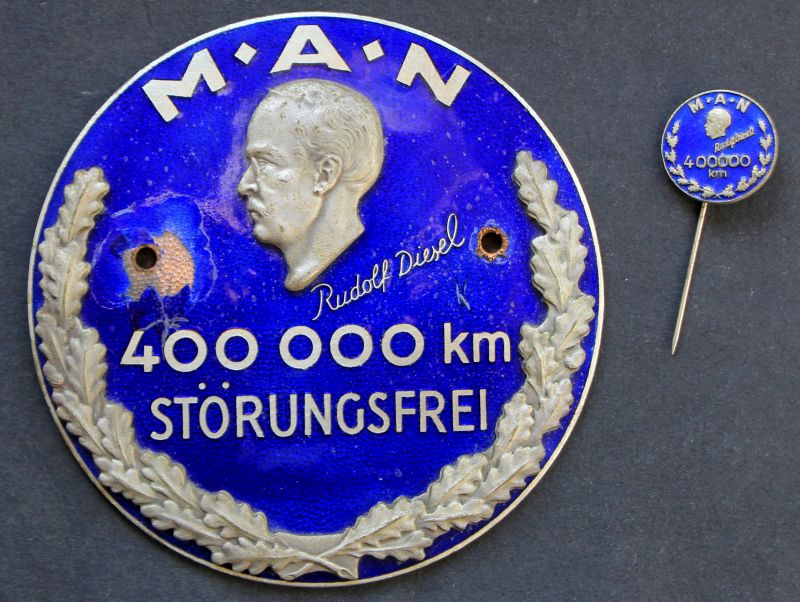 M·A·N
Rudolf Diesel
400 000 km
STÖRUNGSFREI
M·A·N
Rudolf Diesel
400000
km